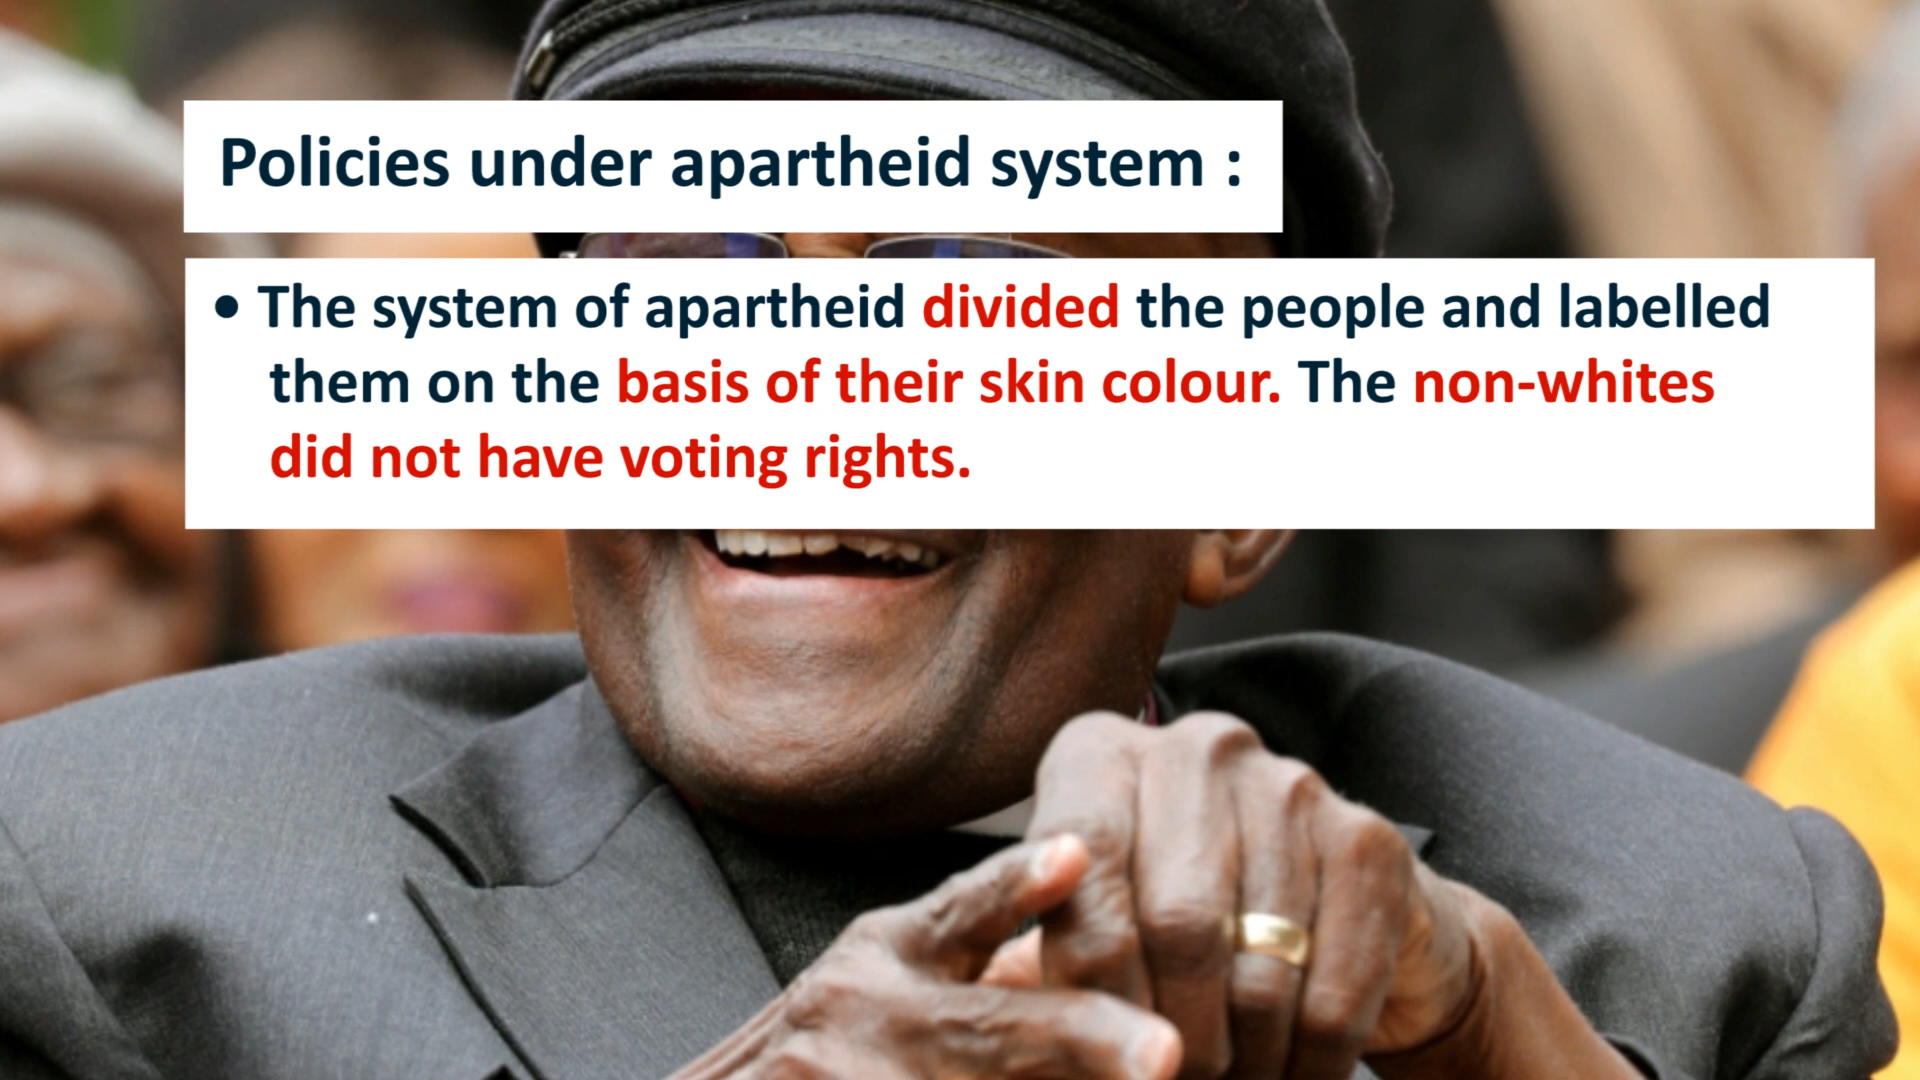 Policies under apartheid system :
• The system of apartheid divided the people and labelled
them on the basis of their skin colour. The non-whites
did not have voting rights.